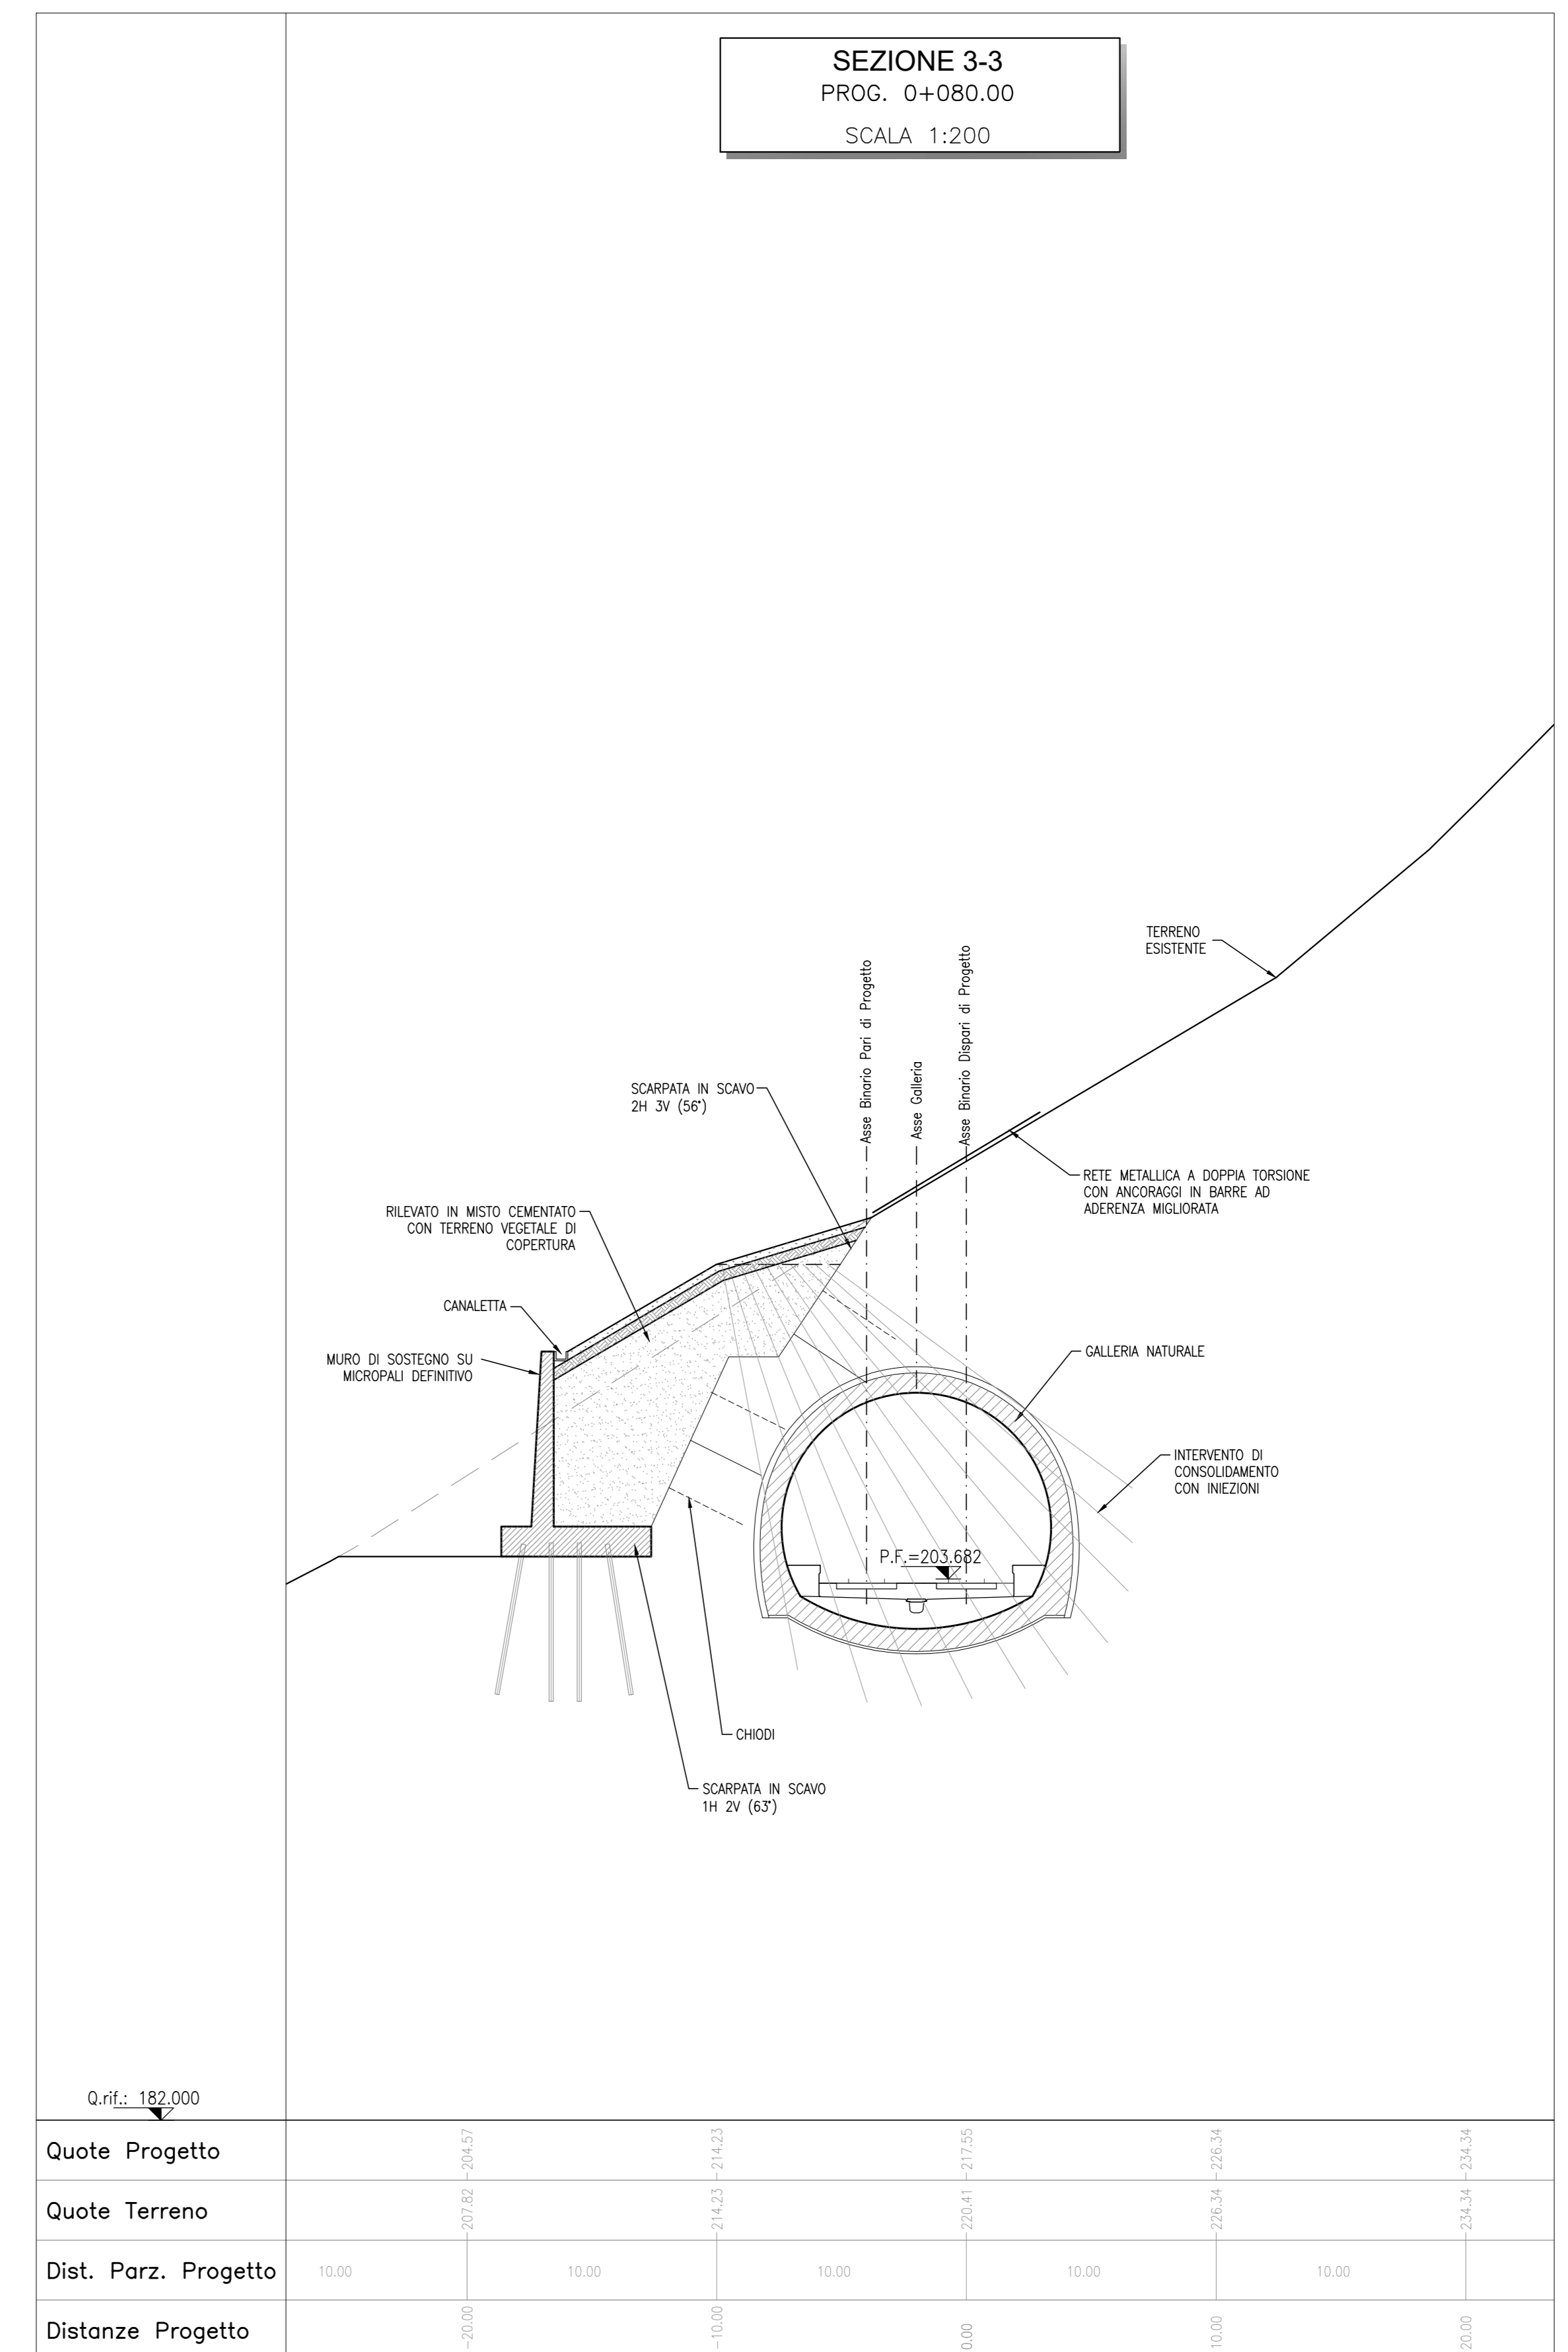 SEZIONE 3-3
PROG. 0+080.00
SCALA 1:200
TERRENO
ESISTENTE
Asse Binario Pari di Progetto
Asse Galleria
Asse Binario Dispari di Progetto
SCARPATA IN SCAVO
2H 3V (56°)
RETE METALLICA A DOPPIA TORSIONE
CON ANCORAGGI IN BARRE AD
ADERENZA MIGLIORATA
RILEVATO IN MISTO CEMENTATO
CON TERRENO VEGETALE DI
COPERTURA
CANALETTA
MURO DI SOSTEGNO SU
MICROPALI DEFINITIVO
GALLERIA NATURALE
INTERVENTO DI
CONSOLIDAMENTO
CON INIEZIONI
P.F.=203.682
CHIODI
SCARPATA IN SCAVO
1H 2V (63°)
Q.rif.: 182.000
Quote Progetto 204.57 214.23 217.55 226.34 234.34
Quote Terreno 207.82 214.23 220.41 226.34 234.34
Dist. Parz. Progetto 10.00 10.00 10.00 10.00 10.00
Distanze Progetto -20.00 -10.00 0.00 10.00 20.00